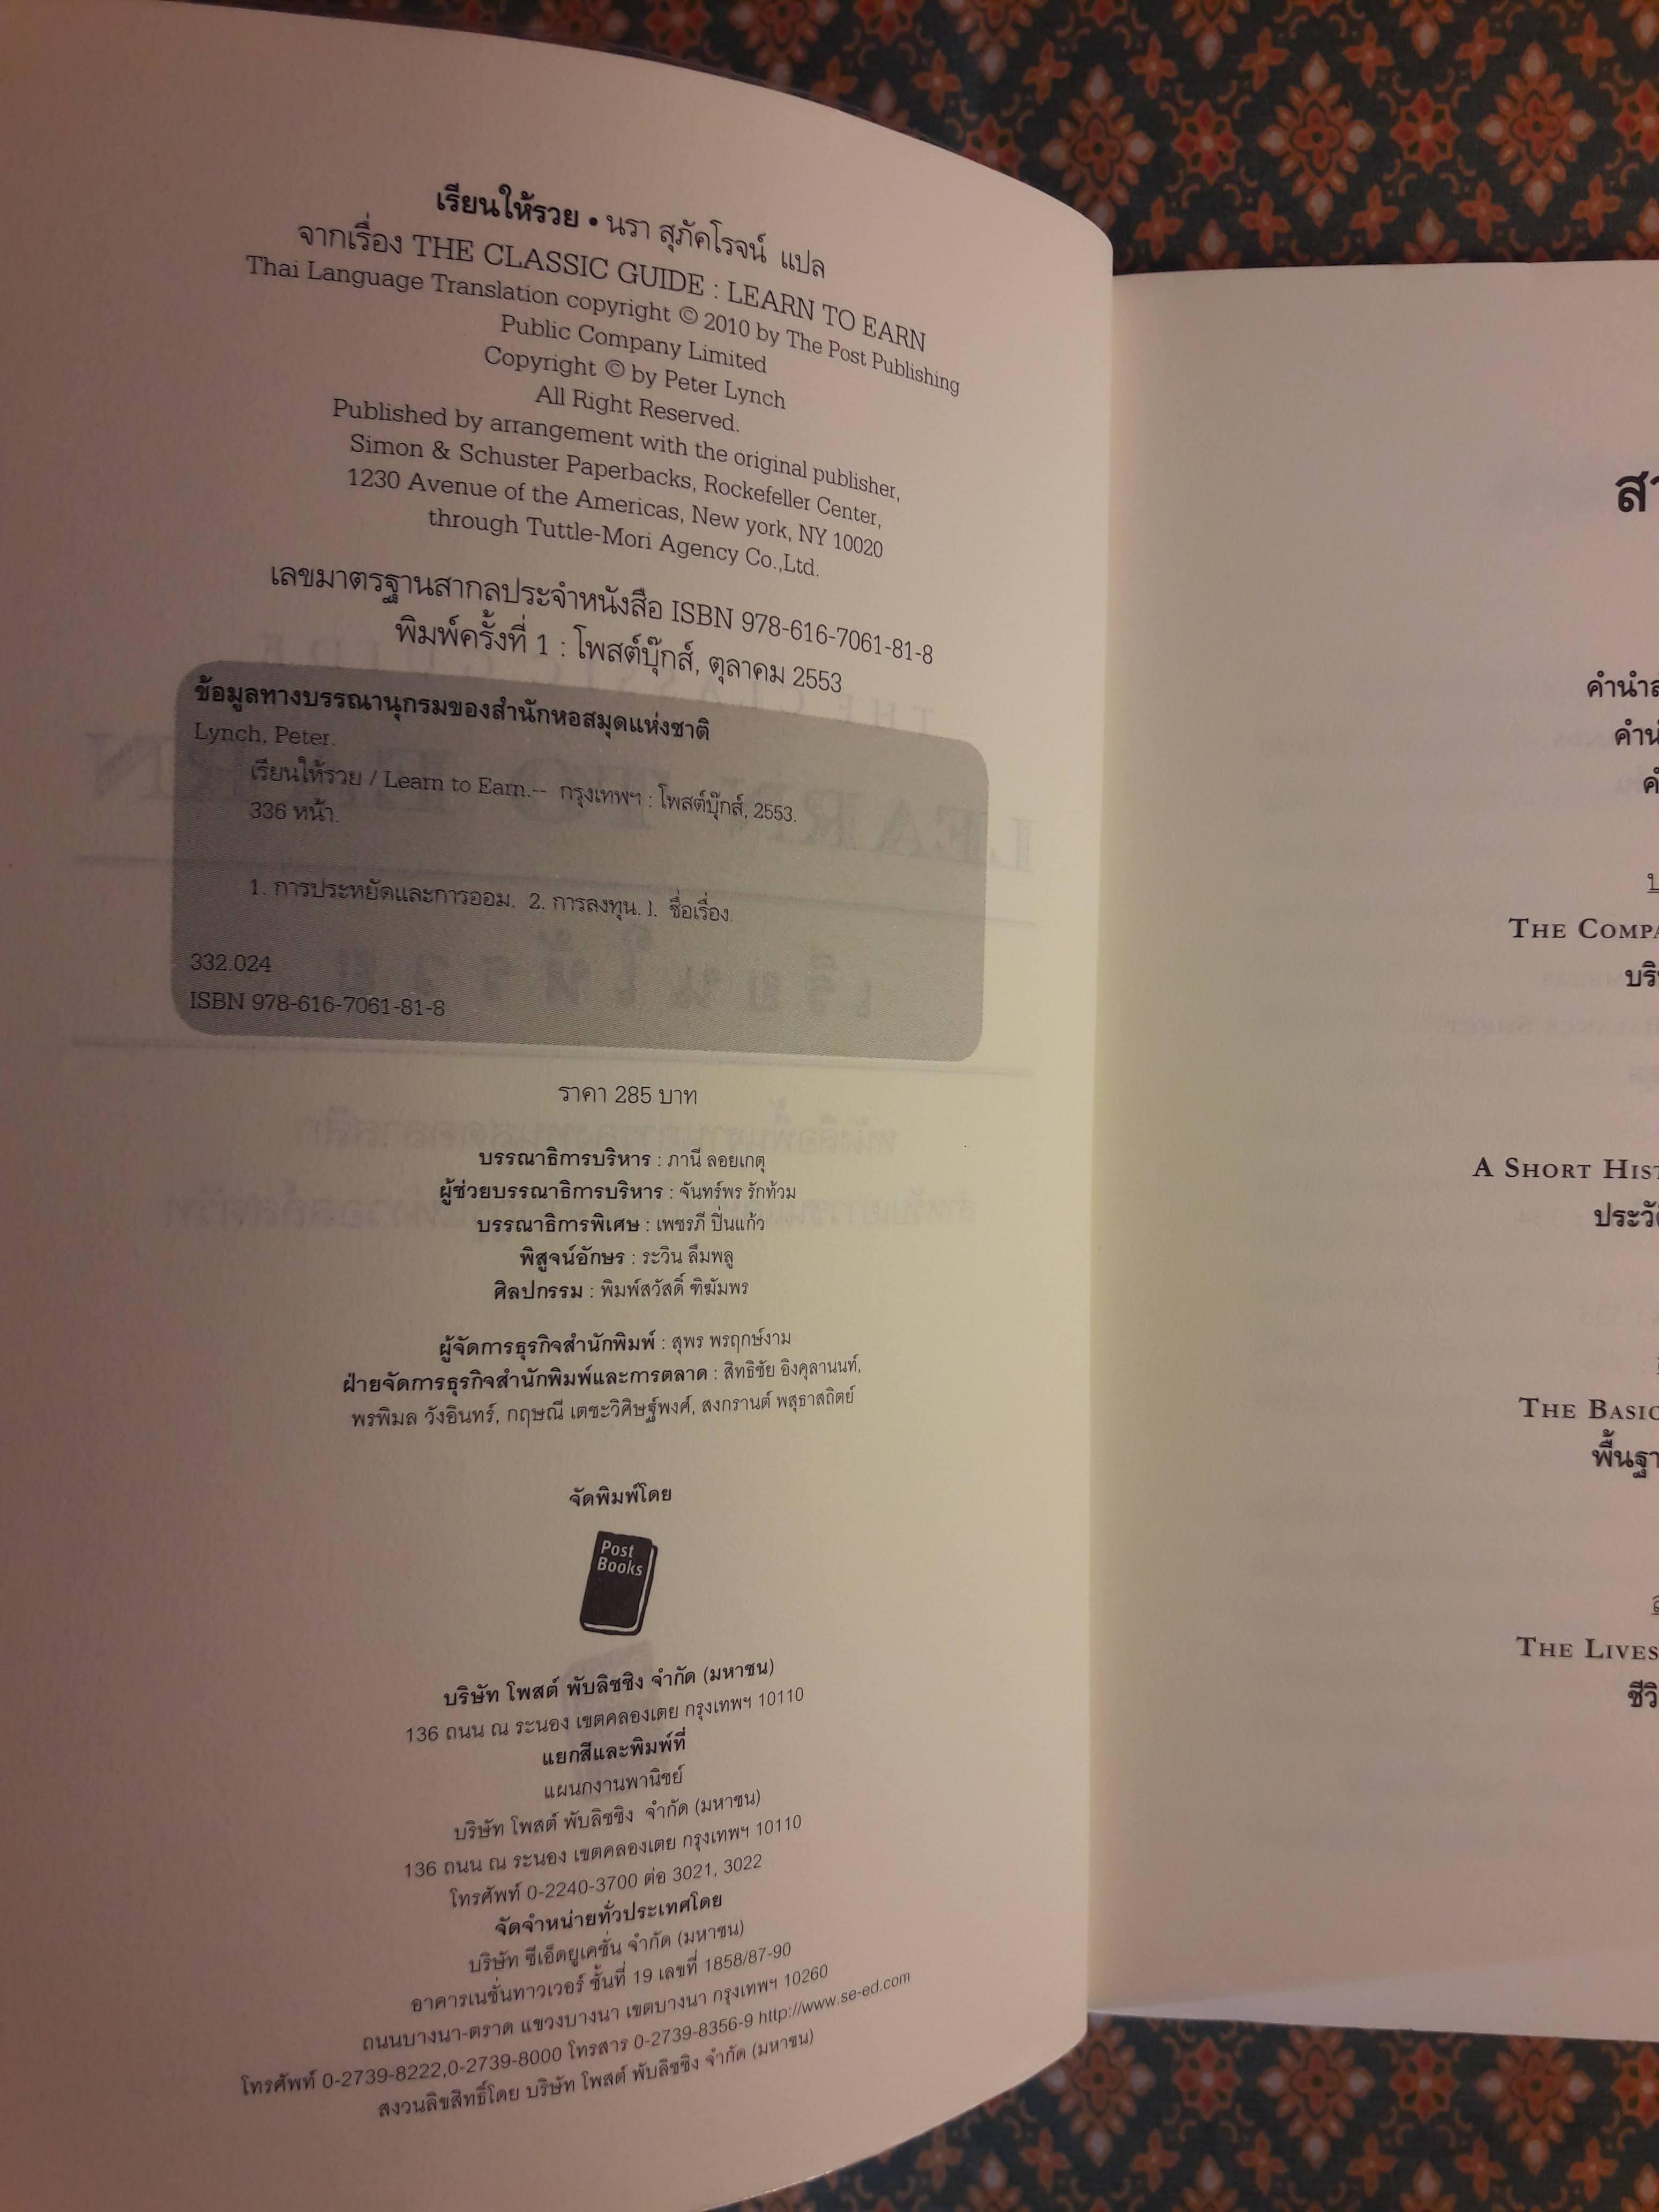 เรียนให้รวย • นรา สุภัคโรจน์ แปล
จากเรื่อง THE CLASSIC GUIDE : LEARN TO EARN
Thai Language Translation copyright © 2010 by The Post Publishing
Public Company Limited
Copyright © by Peter Lynch
All Right Reserved.
Published by arrangement with the original publisher,
Simon & Schuster Paperbacks, Rockefeller Center,
1230 Avenue of the Americas, New york, NY 10020
through Tuttle-Mori Agency Co.,Ltd.
เลขมาตรฐานสากลประจำหนังสือ ISBN 978-616-7061-81-8
พิมพ์ครั้งที่ 1 : โพสต์บุ๊กส์, ตุลาคม 2553
ข้อมูลทางบรรณานุกรมของสำนักหอสมุดแห่งชาติ
Lynch, Peter.
เรียนให้รวย / Learn to Earn.-- กรุงเทพฯ : โพสต์บุ๊กส์, 2553.
336 หน้า.
1. การประหยัดและการออม. 2. การลงทุน. l. ชื่อเรื่อง.
332.024
ISBN 978-616-7061-81-8
ราคา 285 บาท
บรรณาธิการบริหาร : ภานี ลอยเกตุ
ผู้ช่วยบรรณาธิการบริหาร : จันทร์พร รักท้วม
บรรณาธิการพิเศษ : เพชรภี ปิ่นแก้ว
พิสูจน์อักษร : ระวิน ลืมพลู
ศิลปกรรม : พิมพ์สวัสดิ์ ฑิฆัมพร
ผู้จัดการธุรกิจสำนักพิมพ์ : สุพร พรฤกษ์งาม
ฝ่ายจัดการธุรกิจสำนักพิมพ์และการตลาด : สิทธิชัย อิงคุลานนท์,
พรพิมล วังอินทร์, กฤษณี เตชะวิศิษฐ์พงศ์, สงกรานต์ พสุธาสถิตย์
จัดพิมพ์โดย
Post
Books
บริษัท โพสต์ พับลิชชิง จำกัด (มหาชน)
136 ถนน ณ ระนอง เขตคลองเตย กรุงเทพฯ 10110
แยกสีและพิมพ์ที่
แผนกงานพานิชย์
บริษัท โพสต์ พับลิชชิง จำกัด (มหาชน)
136 ถนน ณ ระนอง เขตคลองเตย กรุงเทพฯ 10110
โทรศัพท์ 0-2240-3700 ต่อ 3021, 3022
จัดจำหน่ายทั่วประเทศโดย
บริษัท ซีเอ็ดยูเคชั่น จำกัด (มหาชน)
อาคารเนชั่นทาวเวอร์ ชั้นที่ 19 เลขที่ 1858/87-90
ถนนบางนา-ตราด แขวงบางนา เขตบางนา กรุงเทพฯ 10260
โทรศัพท์ 0-2739-8222,0-2739-8000 โทรสาร 0-2739-8356-9 http://www.se-ed.com
สงวนลิขสิทธิ์โดย บริษัท โพสต์ พับลิชชิง จำกัด (มหาชน)
THE COMPA
บริ
A SHORT HIST
ประวั
THE BASIC
พื้นฐา
THE LIVES
ชีวิ